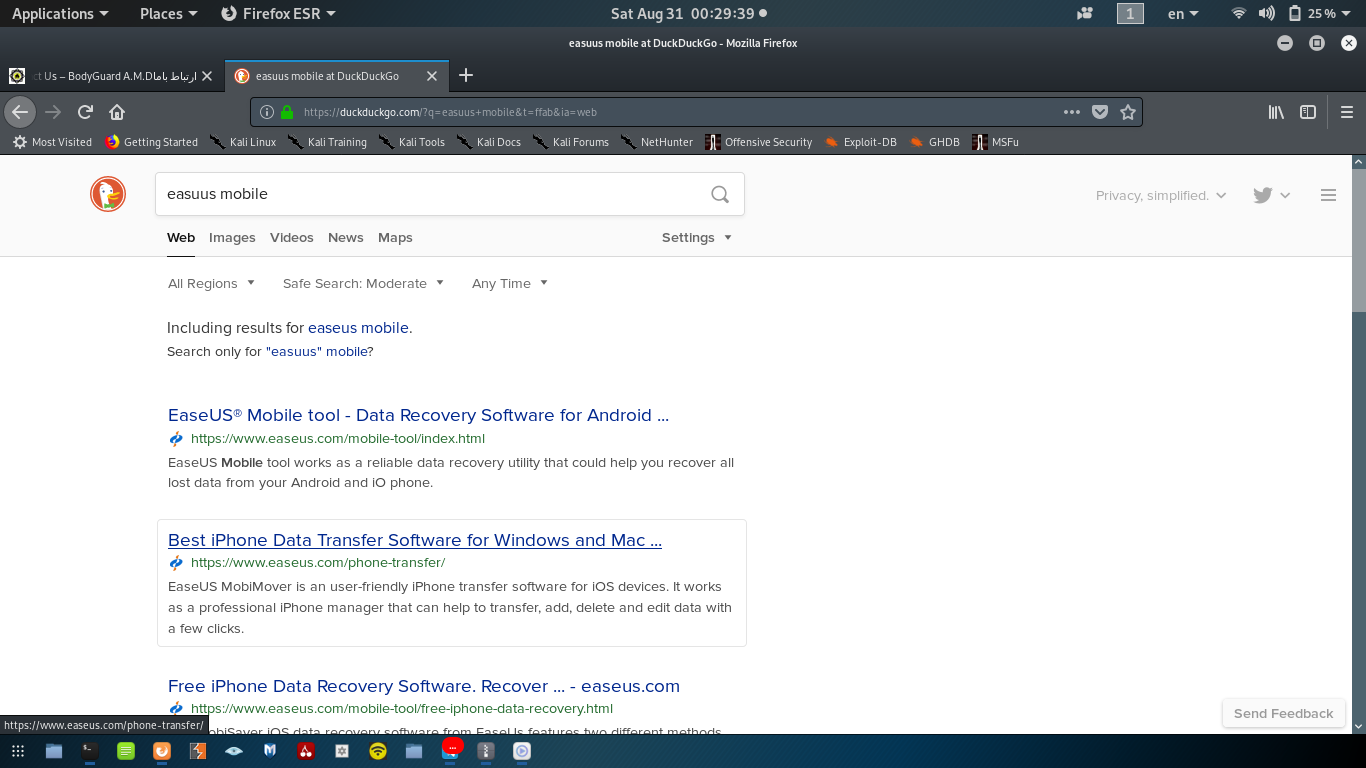 Applications Places Firefox ESR Sat Aug 31 00:29:39 1 en 25 %
easuus mobile at DuckDuckGo - Mozilla Firefox
ct Us – BodyGuard A.M.D ارتباط باما easuus mobile at DuckDuckGo
https://duckduckgo.com/?q=easuus+mobile&t=ffab&ia=web
Most Visited Getting Started Kali Linux Kali Training Kali Tools Kali Docs Kali Forums NetHunter Offensive Security Exploit-DB GHDB MSFu
easuus mobile Privacy, simplified.
Web Images Videos News Maps Settings
All Regions Safe Search: Moderate Any Time
Including results for easeus mobile.
Search only for "easuus" mobile?
EaseUS® Mobile tool - Data Recovery Software for Android ...
https://www.easeus.com/mobile-tool/index.html
EaseUS Mobile tool works as a reliable data recovery utility that could help you recover all
lost data from your Android and iO phone.
Best iPhone Data Transfer Software for Windows and Mac ...
https://www.easeus.com/phone-transfer/
EaseUS MobiMover is an user-friendly iPhone transfer software for iOS devices. It works
as a professional iPhone manager that can help to transfer, add, delete and edit data with
a few clicks.
Free iPhone Data Recovery Software. Recover ... - easeus.com
https://www.easeus.com/mobile-tool/free-iphone-data-recovery.html
Send Feedback
https://www.easeus.com/phone-transfer/
obiSaver iOS data recovery software from EaseUs features two different methods